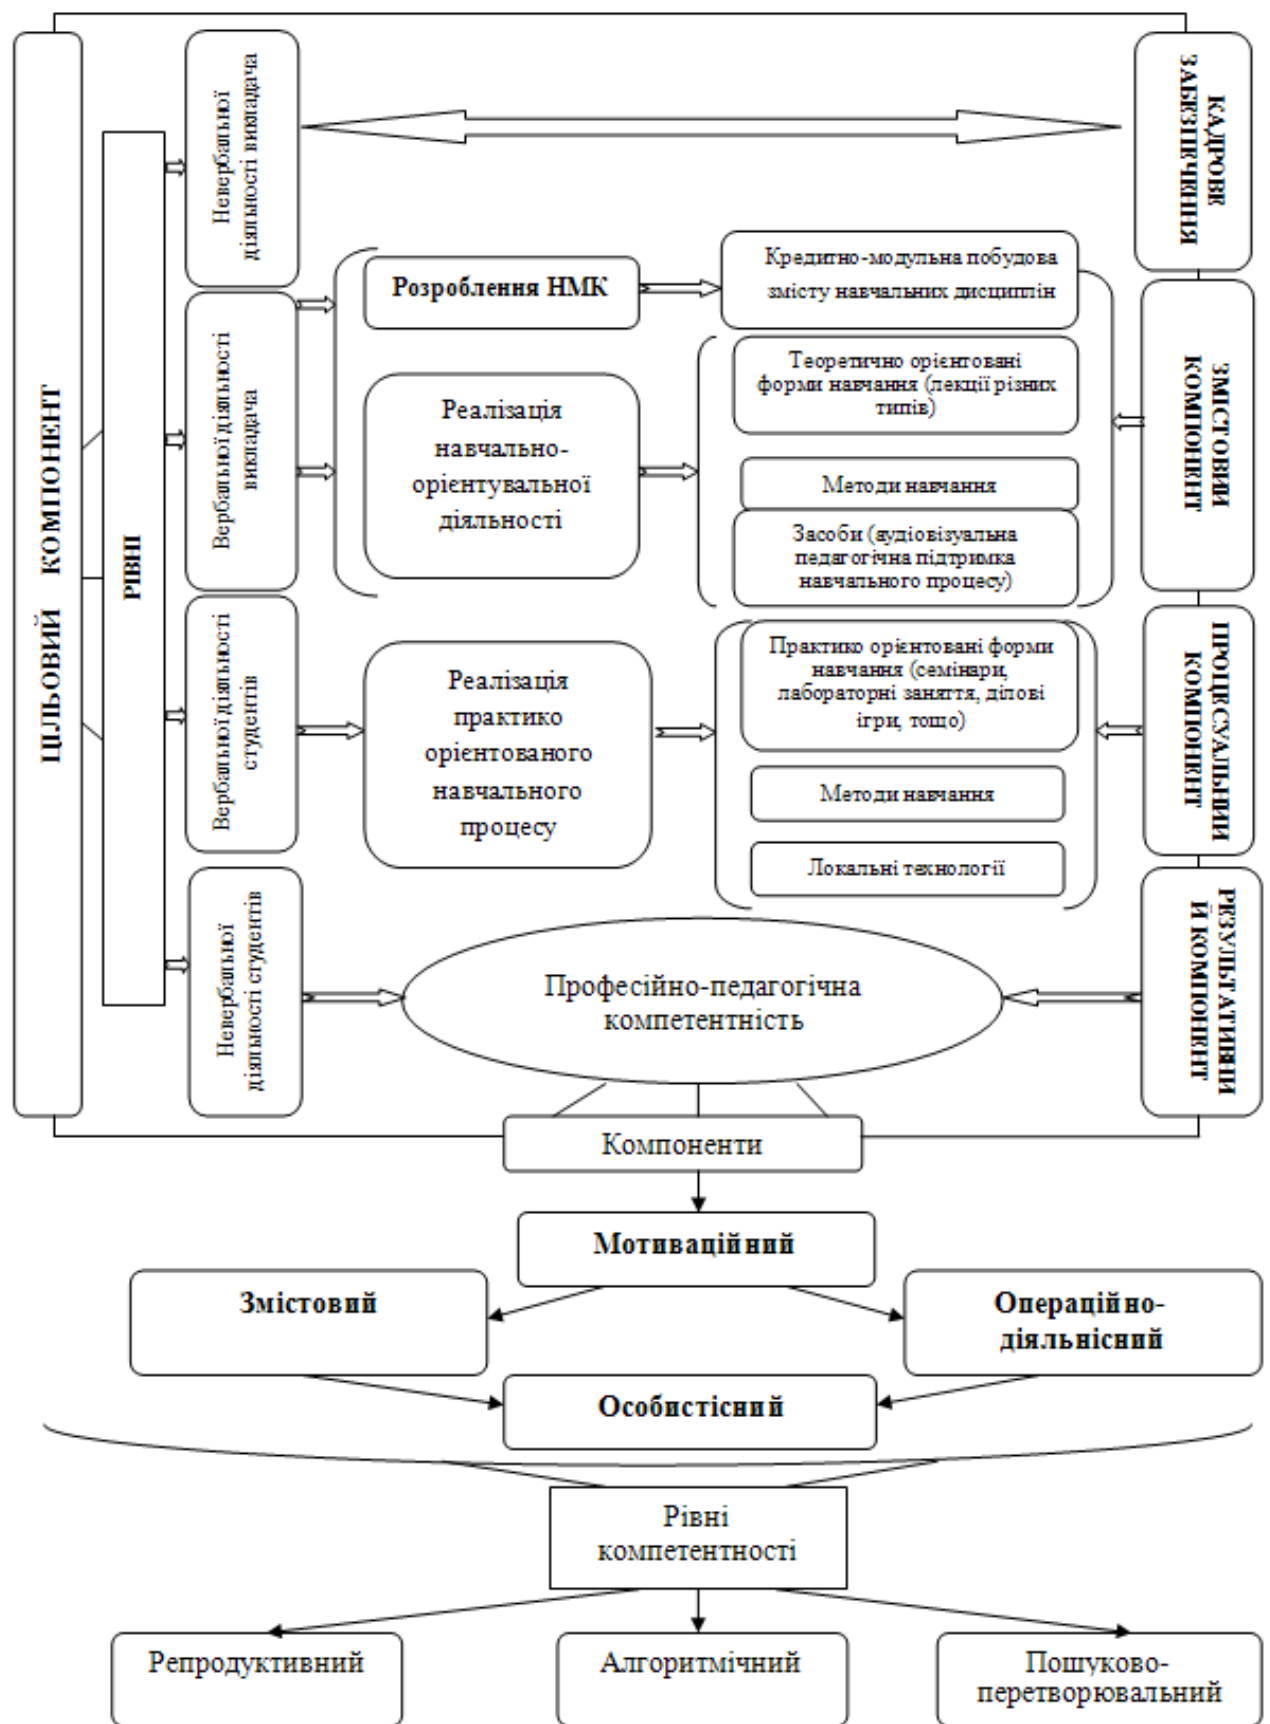 ЦІЛЬОВИЙ КОМПОНЕНТ
РІВНІ
Невербальної
діяльності викладача
Вербальної діяльності
викладача
Вербальної діяльності
студентів
Невербальної
діяльності студентів
Розроблення НМК
Реалізація
навчально-
орієнтувальної
діяльності
Реалізація
практико
орієнтованого
навчального
процесу
Кредитно-модульна побудова
змісту навчальних дисциплін
Теоретично орієнтовані
форми навчання (лекції різних
типів)
Методи навчання
Засоби (аудіовізуальна
педагогічна підтримка
навчального процесу)
Практико орієнтовані форми
навчання (семінари,
лабораторні заняття, ділові
ігри, тощо)
Методи навчання
Локальні технології
КАДРОВЕ
ЗАБЕЗПЕЧЕННЯ
ЗМІСТОВИЙ
КОМПОНЕНТ
ПРОЦЕСУАЛЬНИЙ
КОМПОНЕНТ
РЕЗУЛЬТАТИВНИ
Й КОМПОНЕНТ
Професійно-педагогічна
компетентність
Компоненти
Мотиваційний
Змістовий
Операційно-
діяльнісний
Особистісний
Рівні
компетентності
Репродуктивний
Алгоритмічний
Пошуково-
перетворювальний